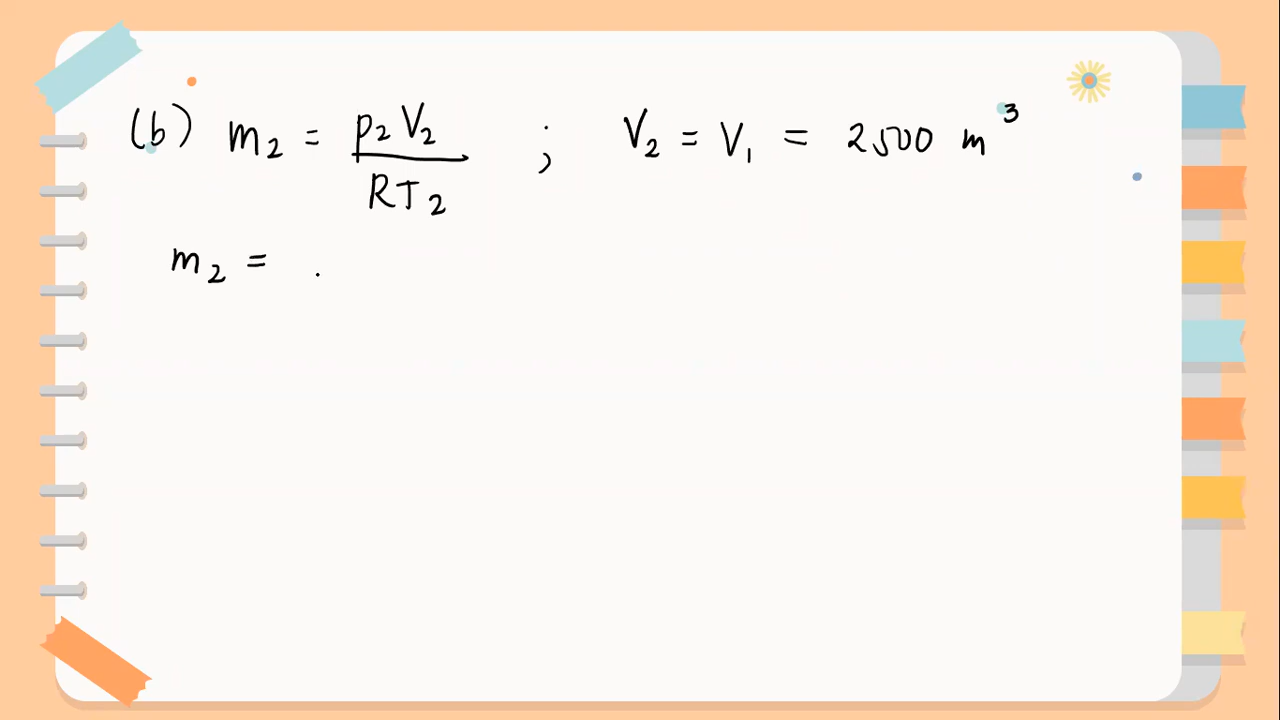 (b) m₂ = p₂V₂ / RT₂ ; V₂ = V₁ = 2500 m³
m₂ = .